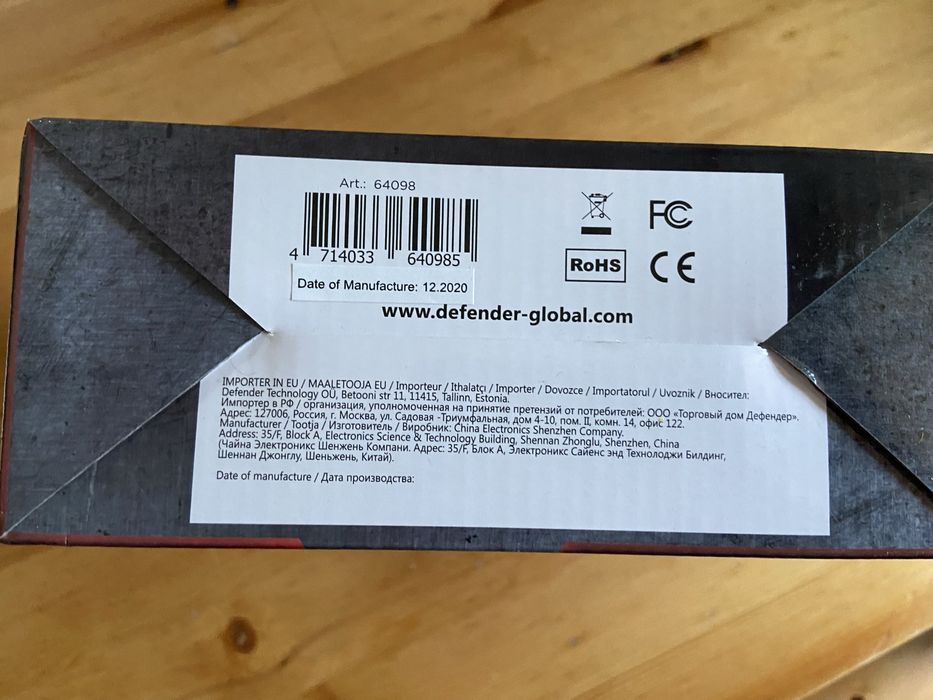 Art.: 64098
4 714033 640985
Date of Manufacture: 12.2020
FC
RoHS
CE
www.defender-global.com
IMPORTER IN EU / MAALETOOJA EU / Importeur / Ithalatcı / Importer / Dovozce / Importatorul / Uvoznik / Вносител:
Defender Technology OÜ, Betooni str 11, 11415, Tallinn, Estonia.
Импортер в РФ / организация, уполномоченная на принятие претензий от потребителей: ООО «Торговый дом Дефендер».
Адрес: 127006, Россия, г. Москва, ул. Садовая -Триумфальная, дом 4-10, пом. II, комн. 14, офис 122.
Manufacturer / Tootja / Изготовитель / Виробник: China Electronics Shenzhen Company.
Address: 35/F, Block A, Electronics Science & Technology Building, Shennan Zhonglu, Shenzhen, China
(Чайна Электроникс Шенжень Компани. Адрес: 35/F, Блок А, Электроникс Сайенс энд Технолоджи Билдинг,
Шеннан Джонглу, Шеньжень, Китай).
Date of manufacture / Дата производства: